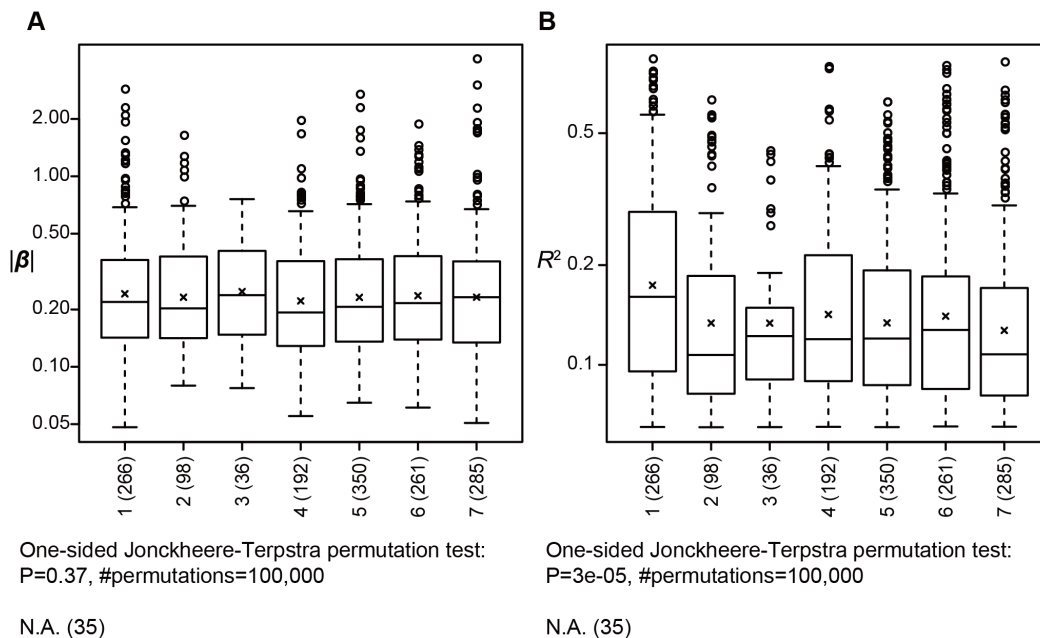 A
|β|
2.00
1.00
0.50
0.20
0.10
0.05
1 (266)
2 (98)
3 (36)
4 (192)
5 (350)
6 (261)
7 (285)
One-sided Jonckheere-Terpstra permutation test:
P=0.37, #permutations=100,000
N.A. (35)
B
R²
0.5
0.2
0.1
1 (266)
2 (98)
3 (36)
4 (192)
5 (350)
6 (261)
7 (285)
One-sided Jonckheere-Terpstra permutation test:
P=3e-05, #permutations=100,000
N.A. (35)